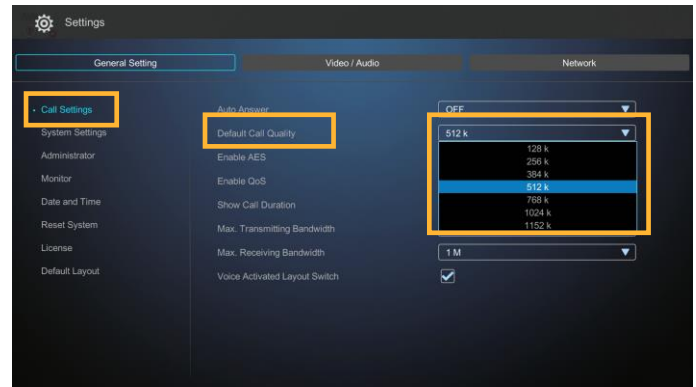 Settings
General Setting
Video / Audio
Network
Call Settings
System Settings
Administrator
Monitor
Date and Time
Reset System
License
Default Layout
Auto Answer
OFF
Default Call Quality
512 k
128 k
256 k
384 k
512 k
768 k
1024 k
1152 k
Enable AES
Enable QoS
Show Call Duration
Max. Transmitting Bandwidth
Max. Receiving Bandwidth
1 M
Voice Activated Layout Switch